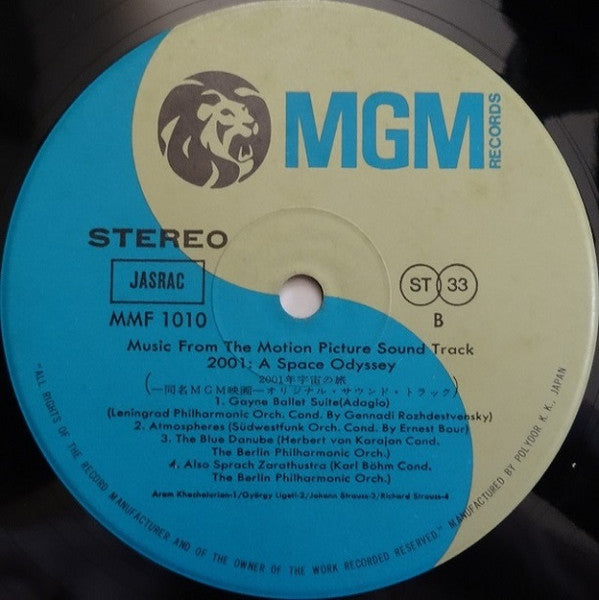 MGM
RECORDS
STEREO
JASRAC
ST 33
MMF 1010
B
Music From The Motion Picture Sound Track
2001: A Space Odyssey
2001年宇宙の旅
(一同名MGM映画一オリジナル・サウンド・トラック)
1. Gayne Ballet Suite(Adagio)
(Leningrad Philharmonic Orch. Cond. By Gennadi Rozhdestvensky)
2. Atmospheres (Südwestfunk Orch. Cond. By Ernest Bour)
3. The Blue Danube (Herbert von Karajan Cond.
The Berlin Philharmonic Orch.)
4. Also Sprach Zarathustra (Karl Böhm Cond.
The Berlin Philharmonic Orch.)
Aram Khachaturian-1/György Ligeti-2/Johann Strauss-3/Richard Strauss-4
"ALL RIGHTS OF THE RECORD MANUFACTURER AND OF THE OWNER OF THE WORK RECORDED RESERVED." MANUFACTURED BY POLYDOR K. K., JAPAN